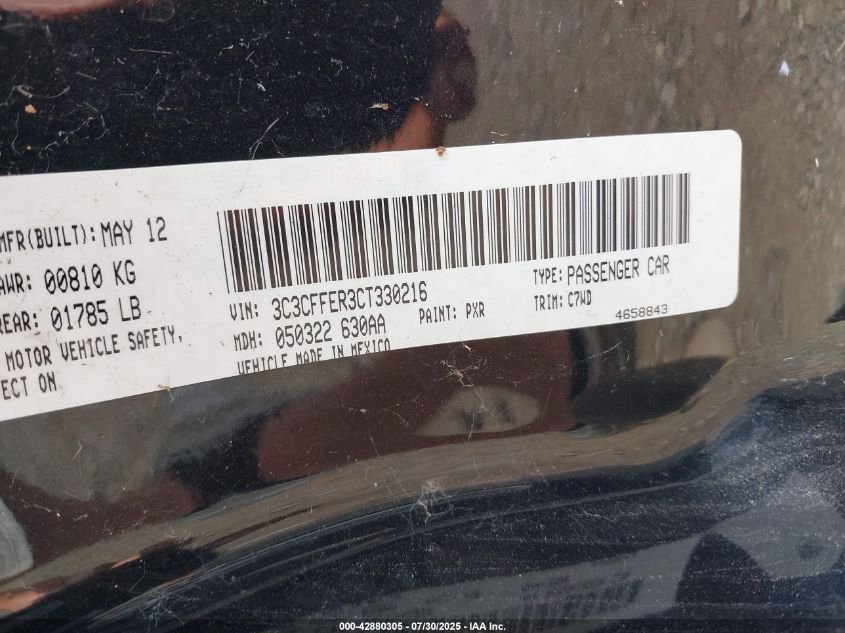 MFR(BUILT): MAY 12
AWR: 00810 KG
REAR: 01785 LB
MOTOR VEHICLE SAFETY,
ECT ON
VIN: 3C3CFFER3CT330216
MDH: 050322 630AA
VEHICLE MADE IN MEXICO
PAINT: PXR
TYPE: PASSENGER CAR
TRIM: C7WD
4658843
000-42880305 - 07/30/2025 - IAA Inc.